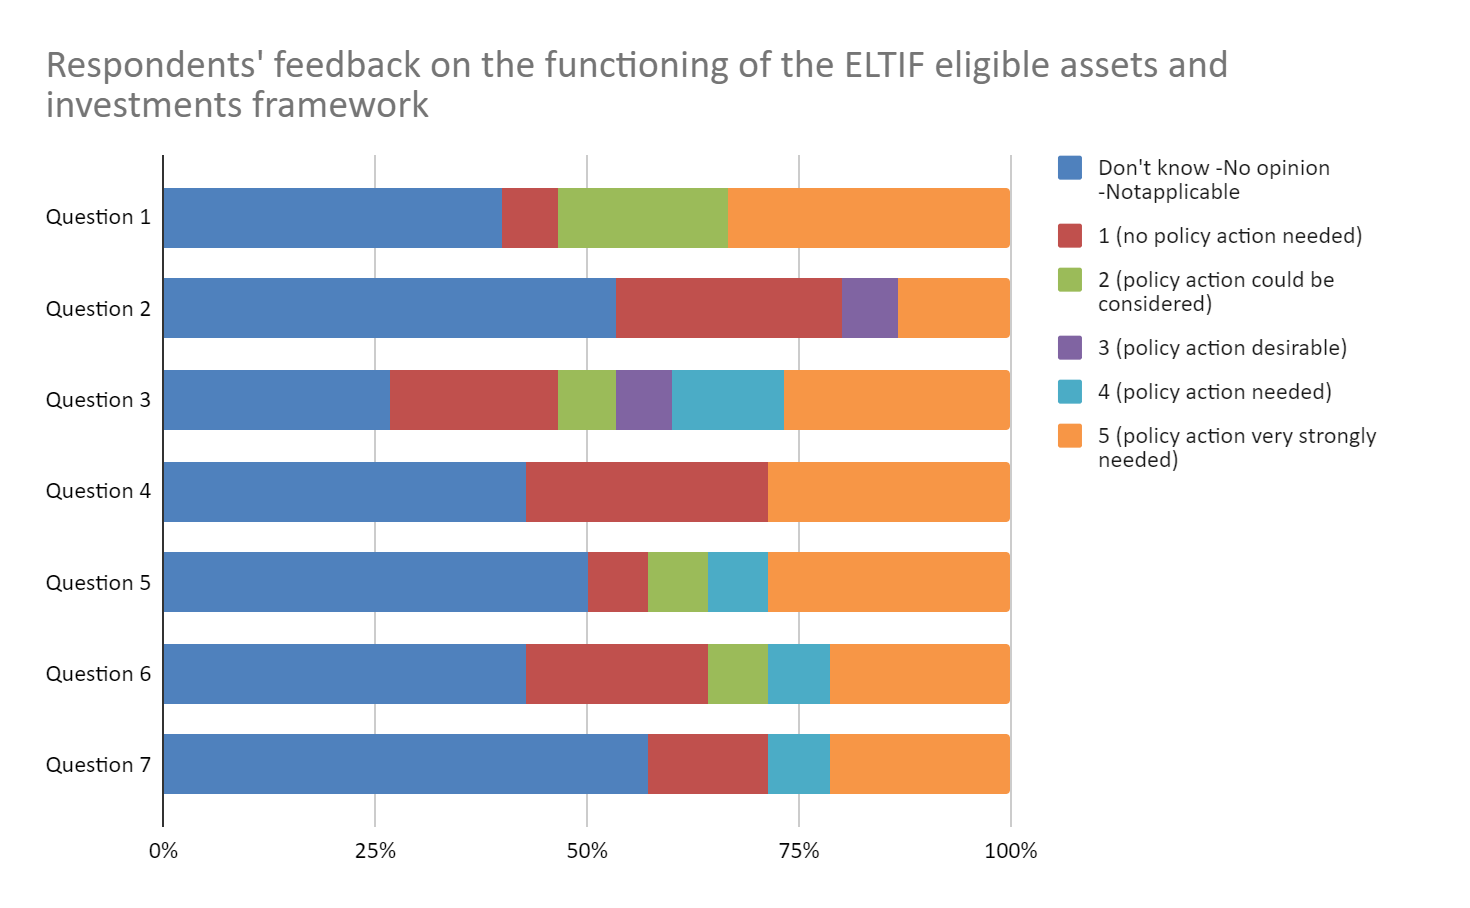 Respondents' feedback on the functioning of the ELTIF eligible assets and
investments framework
Question 1
Question 2
Question 3
Question 4
Question 5
Question 6
Question 7
0%
25%
50%
75%
100%
Don't know -No opinion
-Notapplicable
1 (no policy action needed)
2 (policy action could be
considered)
3 (policy action desirable)
4 (policy action needed)
5 (policy action very strongly
needed)